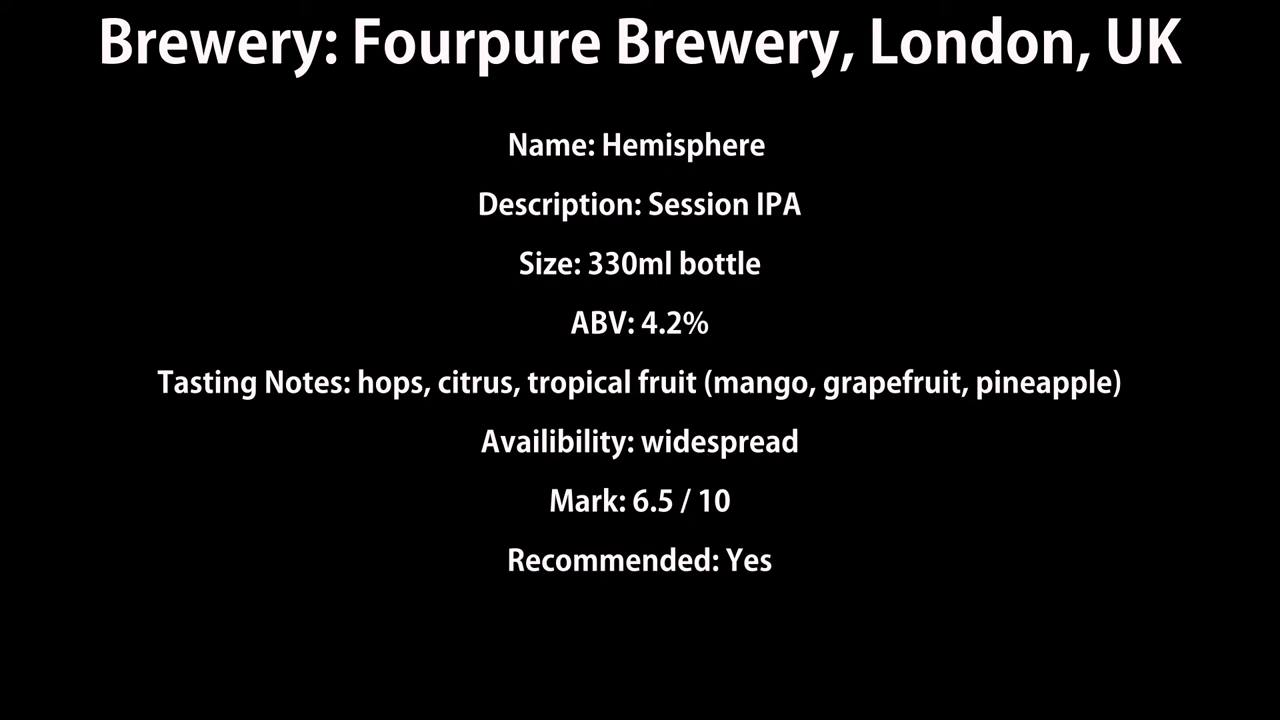 Brewery: Fourpure Brewery, London, UK
Name: Hemisphere
Description: Session IPA
Size: 330ml bottle
ABV: 4.2%
Tasting Notes: hops, citrus, tropical fruit (mango, grapefruit, pineapple)
Availibility: widespread
Mark: 6.5 / 10
Recommended: Yes